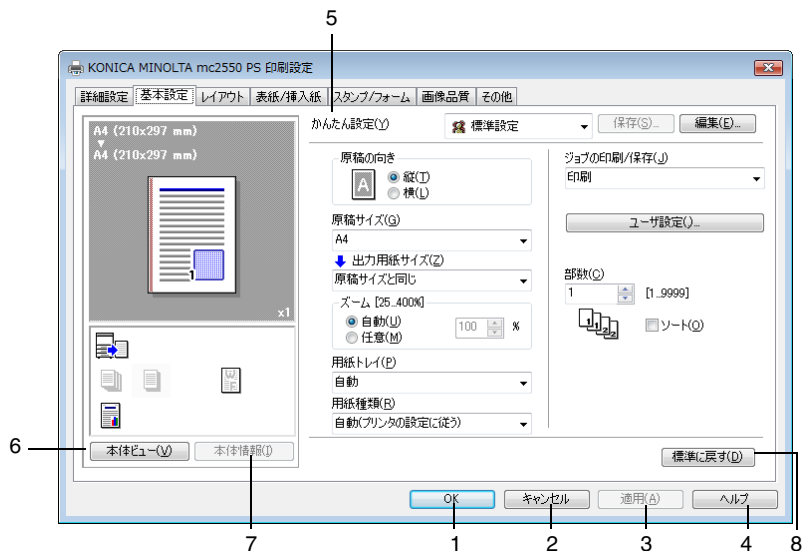 5
KONICA MINOLTA mc2550 PS 印刷設定
詳細設定 基本設定 レイアウト 表紙/挿入紙 スタンプ/フォーム 画像品質 その他
A4 (210x297 mm)
A4 (210x297 mm)
1
x1
かんたん設定(Y) 標準設定 保存(S)... 編集(E)...
原稿の向き
A
縦(T)
横(L)
原稿サイズ(G)
A4
出力用紙サイズ(Z)
原稿サイズと同じ
ズーム [25..400%]
自動(U)
任意(M)
100 %
用紙トレイ(P)
自動
用紙種類(R)
自動(プリンタの設定に従う)
ジョブの印刷/保存(J)
印刷
ユーザ設定()...
部数(C)
1 [1..9999]
1 1 2 2 ソート(O)
W
F
6 本体ビュー(V) 本体情報(I)
標準に戻す(D)
OK キャンセル 適用(A) ヘルプ
7 1 2 3 4 8